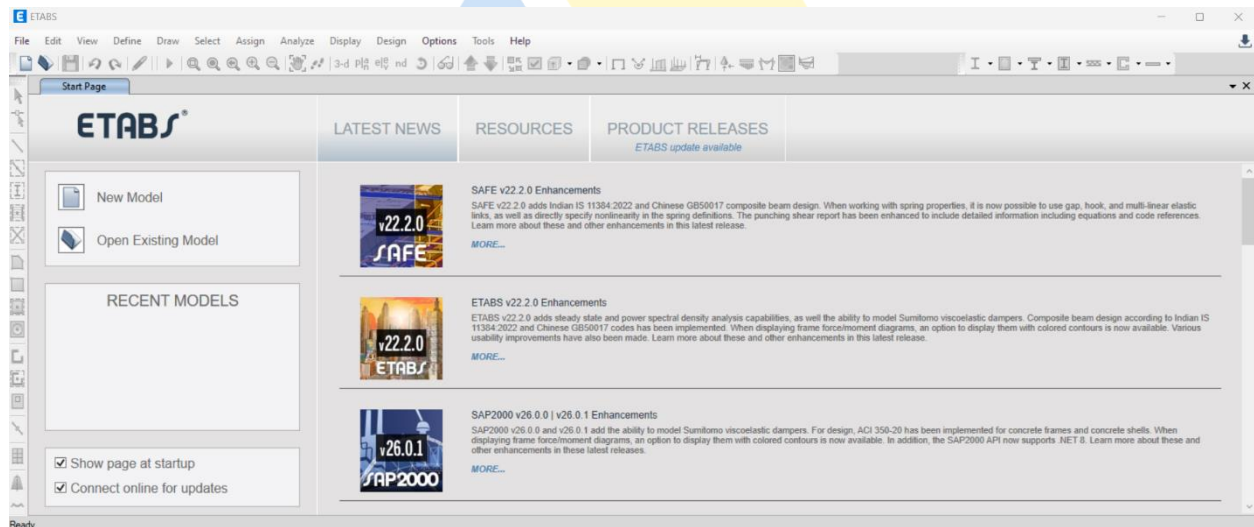 ETABS
File Edit View Define Draw Select Assign Analyze Display Design Options Tools Help
3-d nd
Start Page
ETABS®
LATEST NEWS
RESOURCES
PRODUCT RELEASES
ETABS update available
New Model
Open Existing Model
RECENT MODELS
Show page at startup
Connect online for updates
v22.2.0
SAFE
SAFE v22.2.0 Enhancements
SAFE v22.2.0 adds Indian IS 11384:2022 and Chinese GB50017 composite beam design. When working with spring properties, it is now possible to use gap, hook, and multi-linear elastic
links, as well as directly specify nonlinearity in the spring definitions. The punching shear report has been enhanced to include detailed information including equations and code references.
Learn more about these and other enhancements in this latest release.
MORE...
v22.2.0
ETABS
ETABS v22.2.0 Enhancements
ETABS v22.2.0 adds steady state and power spectral density analysis capabilities, as well the ability to model Sumitomo viscoelastic dampers. Composite beam design according to Indian IS
11384:2022 and Chinese GB50017 codes has been implemented. When displaying frame force/moment diagrams, an option to display them with colored contours is now available. Various
usability improvements have also been made. Learn more about these and other enhancements in this latest release.
MORE...
v26.0.1
SAP2000
SAP2000 v26.0.0 | v26.0.1 Enhancements
SAP2000 v26.0.0 and v26.0.1 add the ability to model Sumitomo viscoelastic dampers. For design, ACI 350-20 has been implemented for concrete frames and concrete shells. When
displaying frame force/moment diagrams, an option to display them with colored contours is now available. In addition, the SAP2000 API now supports .NET 8. Learn more about these and
other enhancements in these latest releases.
MORE...
Ready